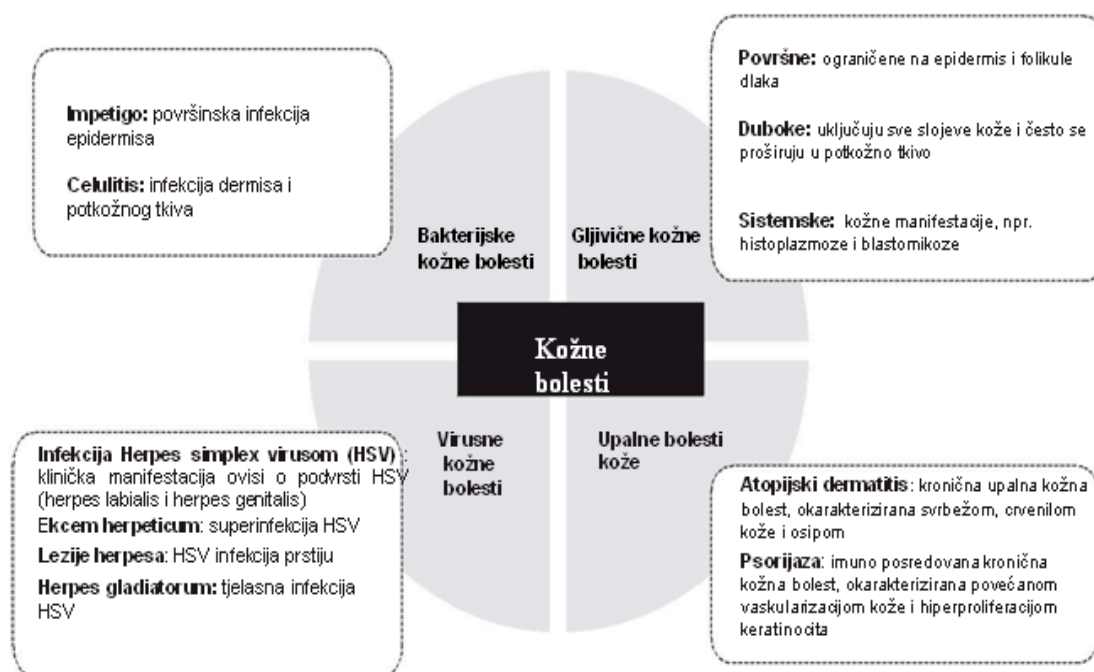 Impetigo: površinska infekcija
epidermisa
Celulitis: infekcija dermisa i
potkožnog tkiva
Površne: ograničene na epidermis i folikule
dlaka
Duboke: uključuju sve slojeve kože i često se
proširuju u potkožno tkivo
Sistemske: kožne manifestacije, npr.
histoplazmoze i blastomikoze
Bakterijske
kožne bolesti
Gljivične kožne
bolesti
Kožne
bolesti
Virusne
kožne
bolesti
Upalne bolesti
kože
Infekcija Herpes simplex virusom (HSV) :
klinička manifestacija ovisi o podvrsti HSV
(herpes labialis i herpes genitalis)
Ekcem herpeticum: superinfekcija HSV
Lezije herpesa: HSV infekcija prstiju
Herpes gladiatorum: tjelasna infekcija
HSV
Atopijski dermatitis: kronična upalna kožna
bolest, okarakterizirana svrbežom, crvenilom
kože i osipom
Psorijaza: imuno posredovana kronična
kožna bolest, okarakterizirana povećanom
vaskularizacijom kože i hiperproliferacijom
keratinocita